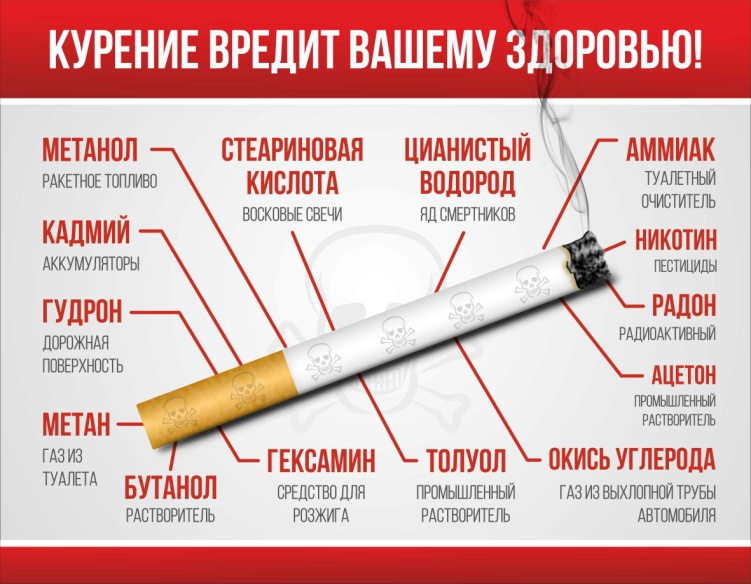 КУРЕНИЕ ВРЕДИТ ВАШЕМУ ЗДОРОВЬЮ!
МЕТАНОЛ
РАКЕТНОЕ ТОПЛИВО
СТЕАРИНОВАЯ
КИСЛОТА
ВОСКОВЫЕ СВЕЧИ
ЦИАНИСТЫЙ
ВОДОРОД
ЯД СМЕРТНИКОВ
АММИАК
ТУАЛЕТНЫЙ
ОЧИСТИТЕЛЬ
КАДМИЙ
АККУМУЛЯТОРЫ
НИКОТИН
ПЕСТИЦИДЫ
ГУДРОН
ДОРОЖНАЯ
ПОВЕРХНОСТЬ
РАДОН
РАДИОАКТИВНЫЙ
АЦЕТОН
ПРОМЫШЛЕННЫЙ
РАСТВОРИТЕЛЬ
МЕТАН
ГАЗ ИЗ
ТУАЛЕТА
БУТАНОЛ
РАСТВОРИТЕЛЬ
ГЕКСАМИН
СРЕДСТВО ДЛЯ
РОЗЖИГА
ТОЛУОЛ
ПРОМЫШЛЕННЫЙ
РАСТВОРИТЕЛЬ
ОКИСЬ УГЛЕРОДА
ГАЗ ИЗ ВЫХЛОПНОЙ ТРУБЫ
АВТОМОБИЛЯ